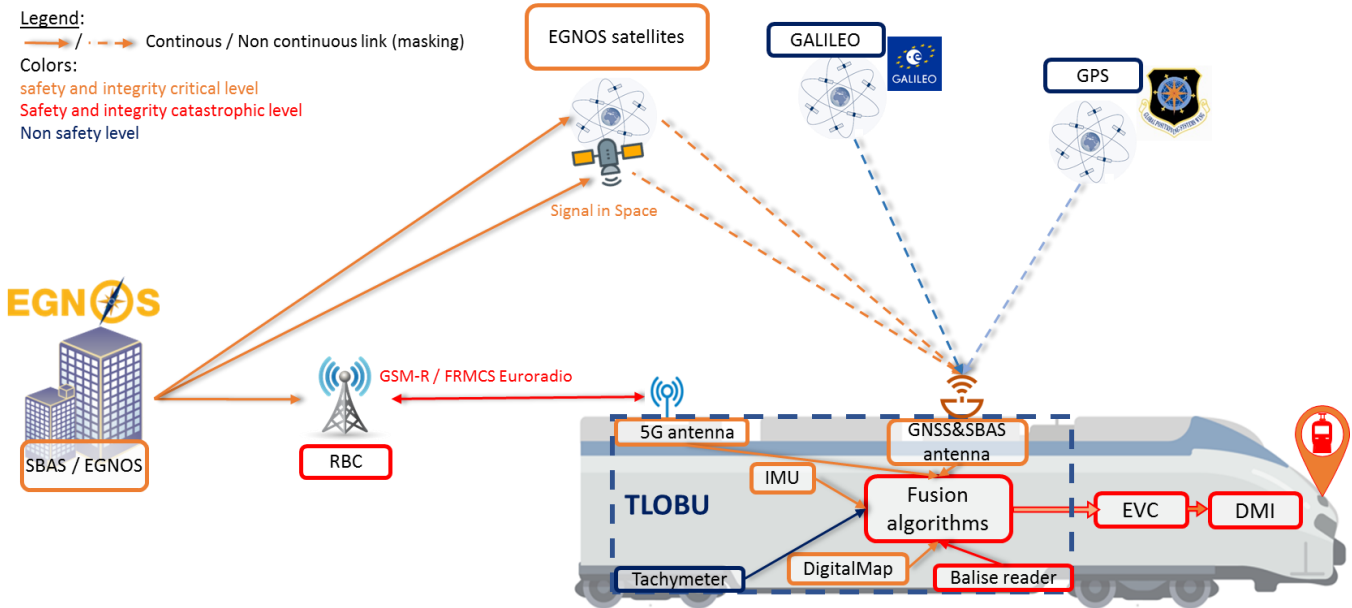 Legend:
/ Continous / Non continuous link (masking)
Colors:
safety and integrity critical level
Safety and integrity catastrophic level
Non safety level
EGNOS satellites
GALILEO
GALILEO
GPS
Signal in Space
EGNOS
SBAS / EGNOS
GSM-R / FRMCS Euroradio
RBC
5G antenna
GNSS&SBAS
antenna
IMU
Fusion
algorithms
TLOBU
EVC
DMI
DigitalMap
Tachymeter
Balise reader